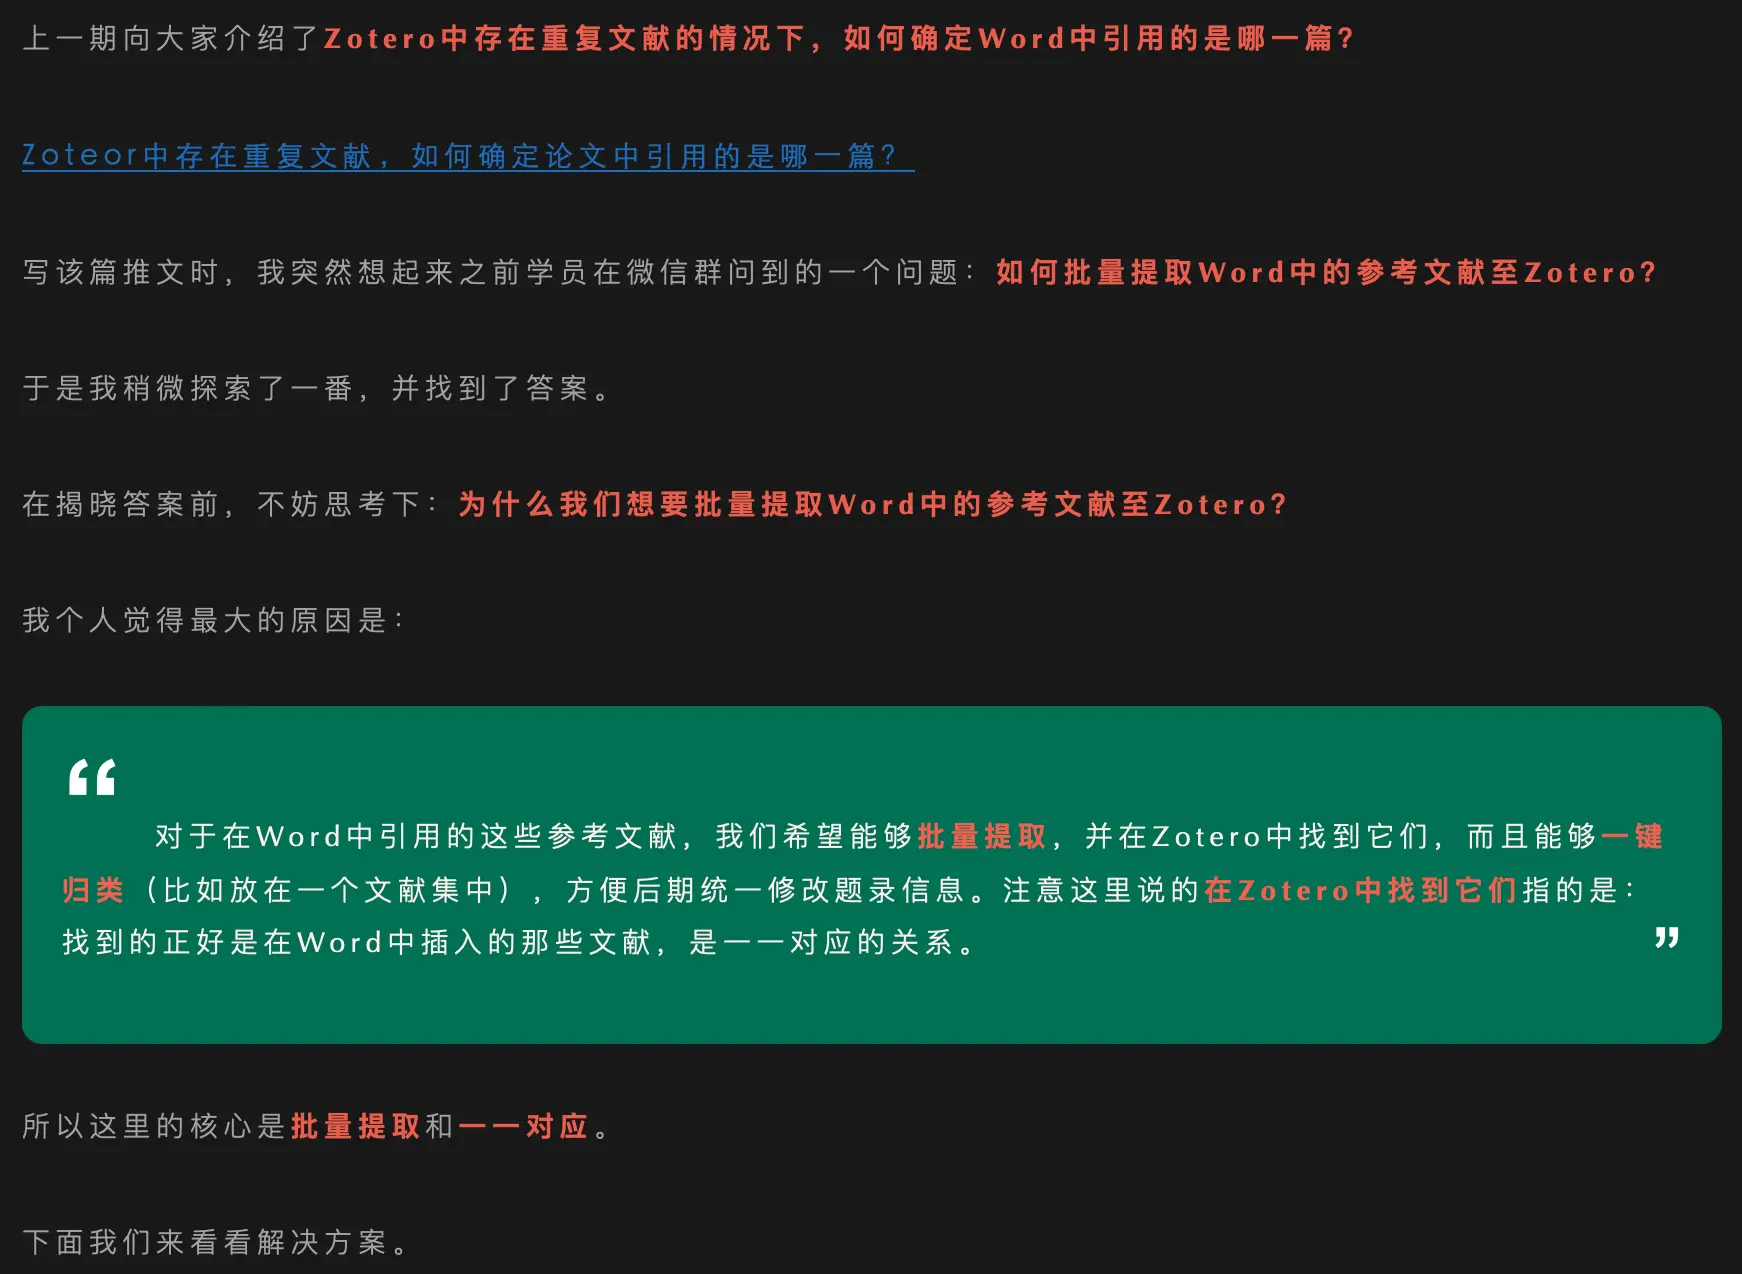 上一期向大家介绍了Zotero中存在重复文献的情况下，如何确定Word中引用的是哪一篇？
Zoteor中存在重复文献，如何确定论文中引用的是哪一篇？
写该篇推文时，我突然想起来之前学员在微信群问到的一个问题：如何批量提取Word中的参考文献至Zotero？
于是我稍微探索了一番，并找到了答案。
在揭晓答案前，不妨思考下：为什么我们想要批量提取Word中的参考文献至Zotero？
我个人觉得最大的原因是：
“
对于在Word中引用的这些参考文献，我们希望能够批量提取，并在Zotero中找到它们，而且能够一键
归类（比如放在一个文献集中），方便后期统一修改题录信息。注意这里说的在Zotero中找到它们指的是：
找到的正好是在Word中插入的那些文献，是一一对应的关系。
”
所以这里的核心是批量提取和一一对应。
下面我们来看看解决方案。